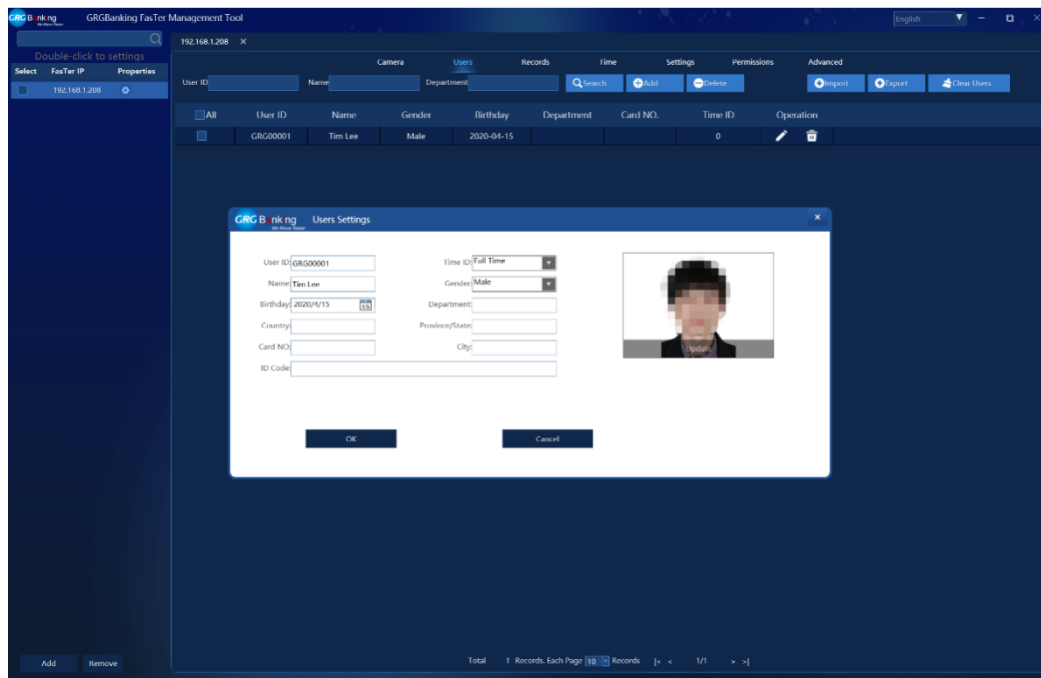 GRG Banking GRGBanking FasTer Management Tool English
192.168.1.208 ×
Double-click to settings
Select FasTer IP Properties
192.168.1.208
Camera Users Records Time Settings Permissions Advanced
User ID Name Department Search Add Delete Import Export Clear Users
All User ID Name Gender Birthday Department Card NO. Time ID Operation
GRG00001 Tim Lee Male 2020-04-15 0
GRG Banking Users Settings ×
User ID: GRG00001 Time ID: Full Time
Name: Tim Lee Gender: Male
Birthday: 2020/4/15 15 Department:
Country: Province/State:
Card NO: City:
ID Code:
Update
OK Cancel
Add Remove
Total 1 Records. Each Page 10 Records |< < 1/1 > >|